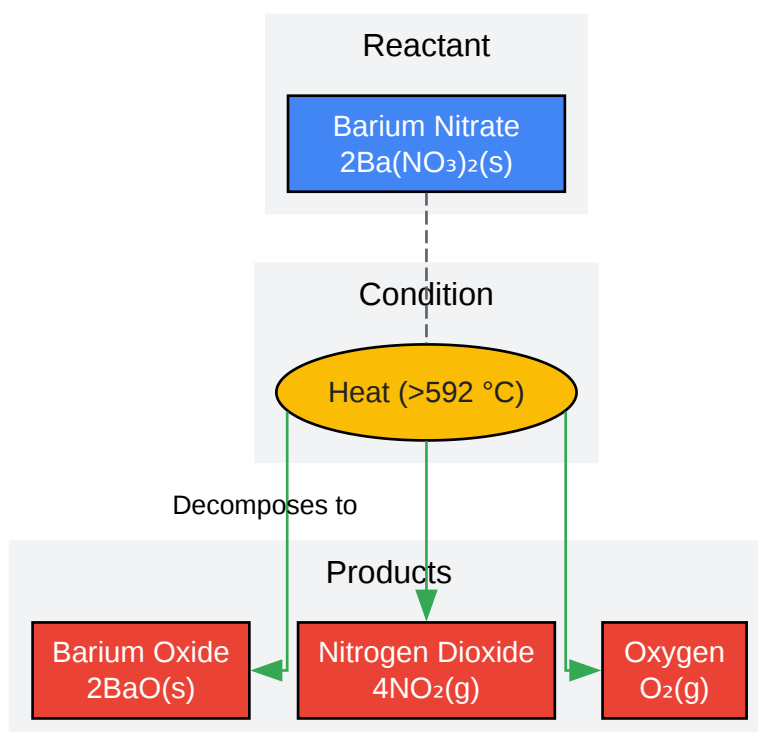 Reactant
Barium Nitrate
2Ba(NO₃)₂(s)
Condition
Heat (>592 °C)
Decomposes to
Products
Barium Oxide
2BaO(s)
Nitrogen Dioxide
4NO₂(g)
Oxygen
O₂(g)